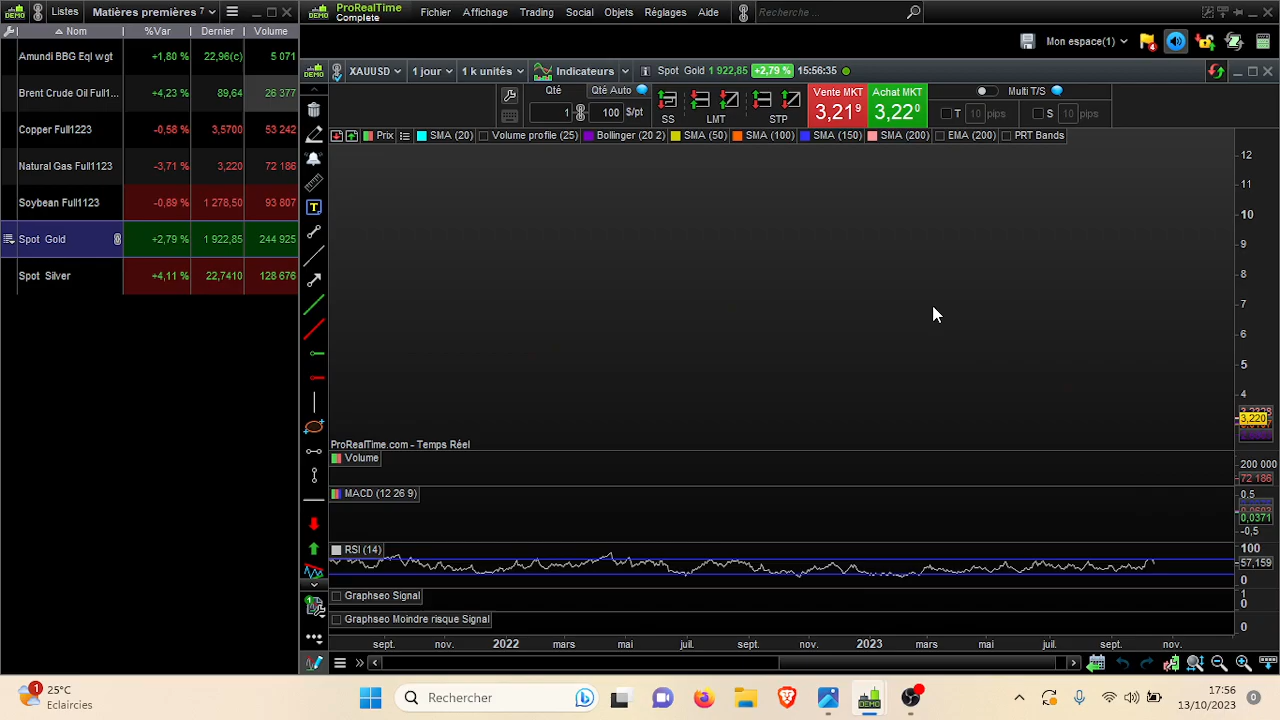 DEMO Listes Matières premières 7
Nom %Var Dernier Volume
Amundi BBG Eql wgt +1,80 % 22,96(c) 5 071
Brent Crude Oil Full1... +4,23 % 89,64 26 377
Copper Full1223 -0,58 % 3,5700 53 242
Natural Gas Full1123 -3,71 % 3,220 72 186
Soybean Full1123 -0,89 % 1 278,50 93 807
Spot Gold +2,79 % 1 922,85 244 925
Spot Silver +4,11 % 22,7410 128 676
DEMO ProRealTime Complete Fichier Affichage Trading Social Objets Réglages Aide Recherche ...
Mon espace(1)
DEMO XAUUSD 1 jour 1 k unités Indicateurs Spot Gold 1 922,85 +2,79 % 15:56:35
Qté Qté Auto Vente MKT Achat MKT Multi T/S
1 100 $/pt SS LMT STP 3,21⁹ 3,22⁰ T 10 pips S 10 pips
Prix SMA (20) Volume profile (25) Bollinger (20 2) SMA (50) SMA (100) SMA (150) SMA (200) EMA (200) PRT Bands
12
11
10
9
8
7
6
5
4
3,220
ProRealTime.com - Temps Réel
Volume
200 000
72 186
MACD (12 26 9)
0.5
0,0371
-0,5
RSI (14)
100
57,159
0
Graphseo Signal
1
0
Graphseo Moindre risque Signal
0
sept. nov. 2022 mars mai juil. sept. nov. 2023 mars mai juil. sept. nov.
1
25°C
Eclaircies
Rechercher
DEMO
17:56
13/10/2023
0